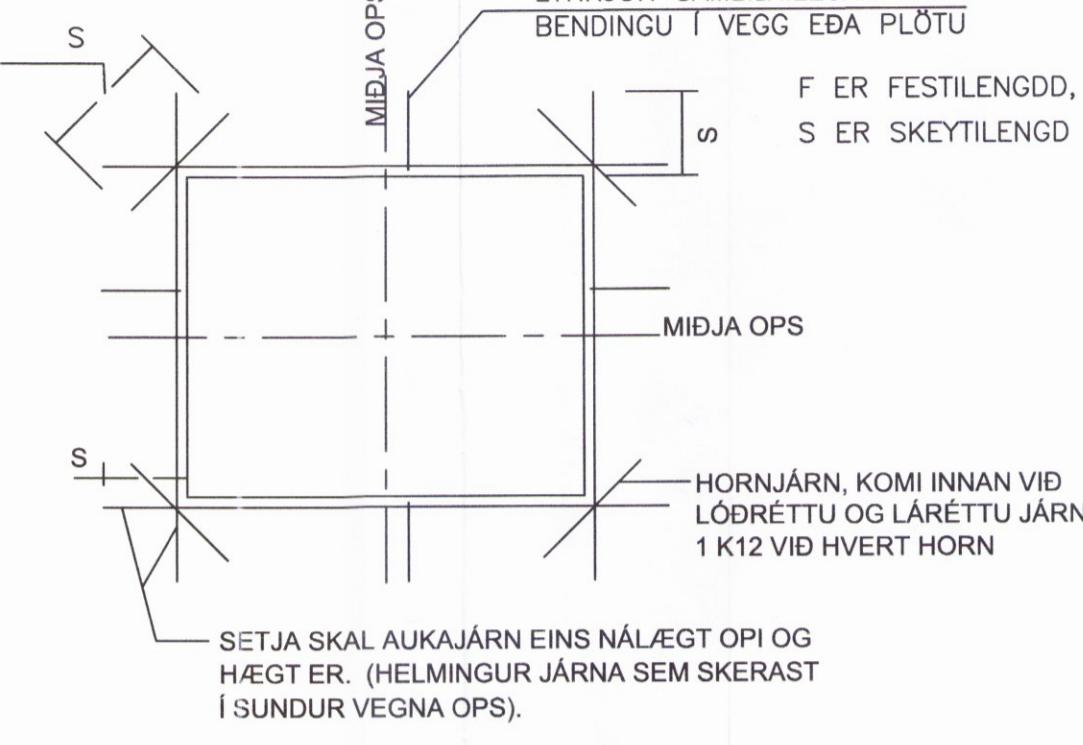 BENDINGU Í VEGG EÐA PLÖTU
S
MIÐJA OPS
F ER FESTILENGDD,
S ER SKEYTILENGD
S
MIÐJA OPS
S
HORNJÁRN, KOMI INNAN VIÐ
LÓÐRÉTTU OG LÁRÉTTU JÁRN
1 K12 VIÐ HVERT HORN
SETJA SKAL AUKAJÁRN EINS NÁLÆGT OPI OG
HÆGT ER. (HELMINGUR JÁRNA SEM SKERAST
Í SUNDUR VEGNA OPS).